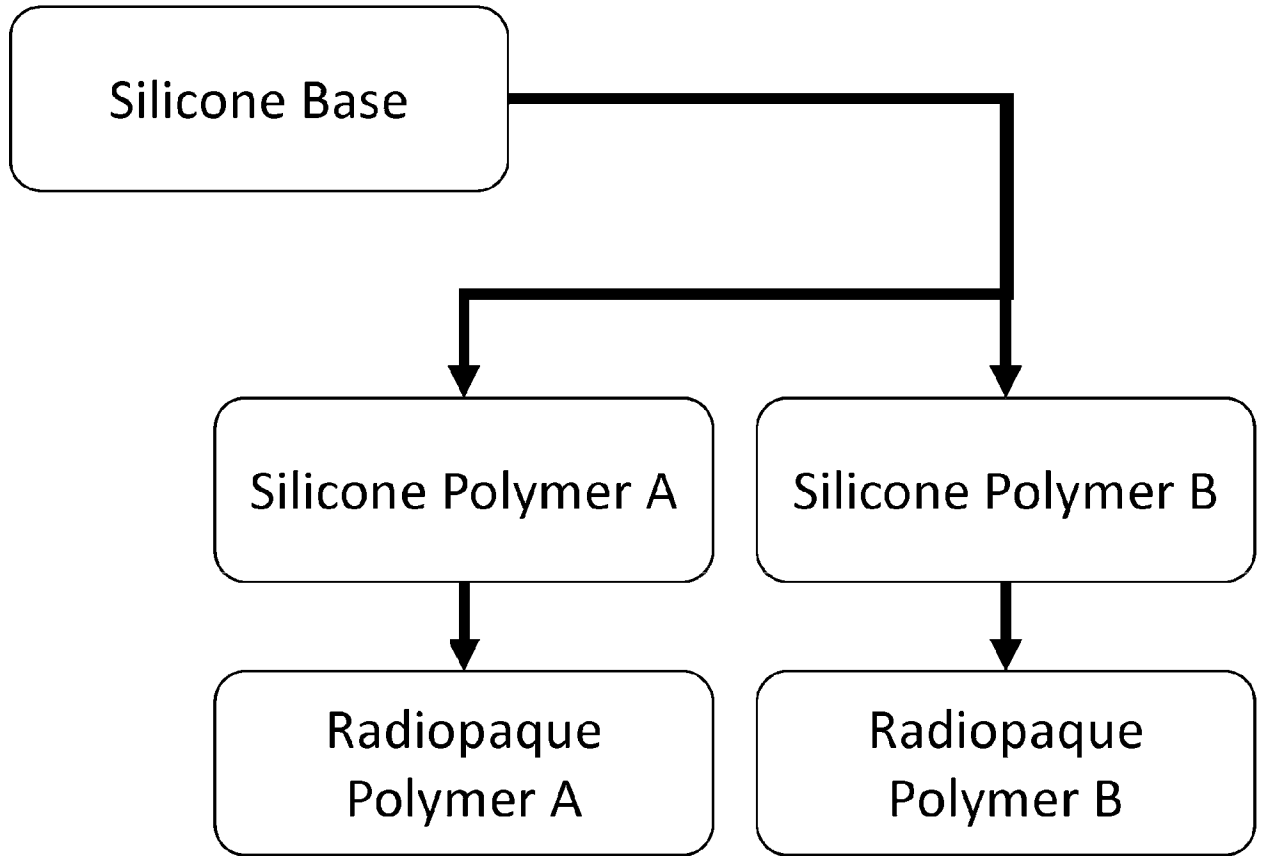 Silicone Base
Silicone Polymer A
Silicone Polymer B
Radiopaque
Polymer A
Radiopaque
Polymer B